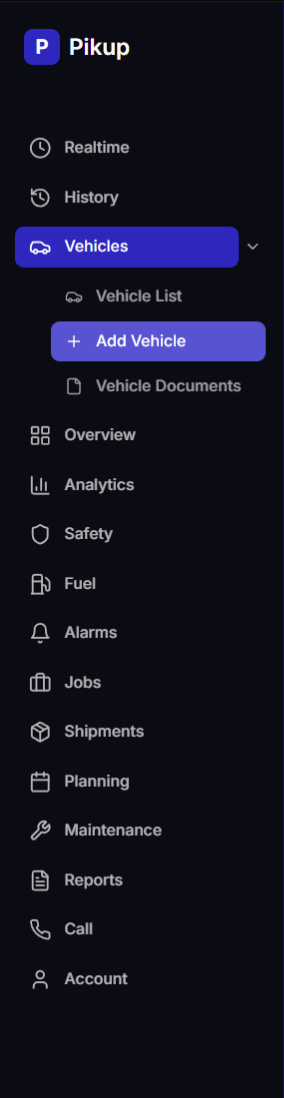 P Pikup
Realtime
History
Vehicles
Vehicle List
Add Vehicle
Vehicle Documents
Overview
Analytics
Safety
Fuel
Alarms
Jobs
Shipments
Planning
Maintenance
Reports
Call
Account